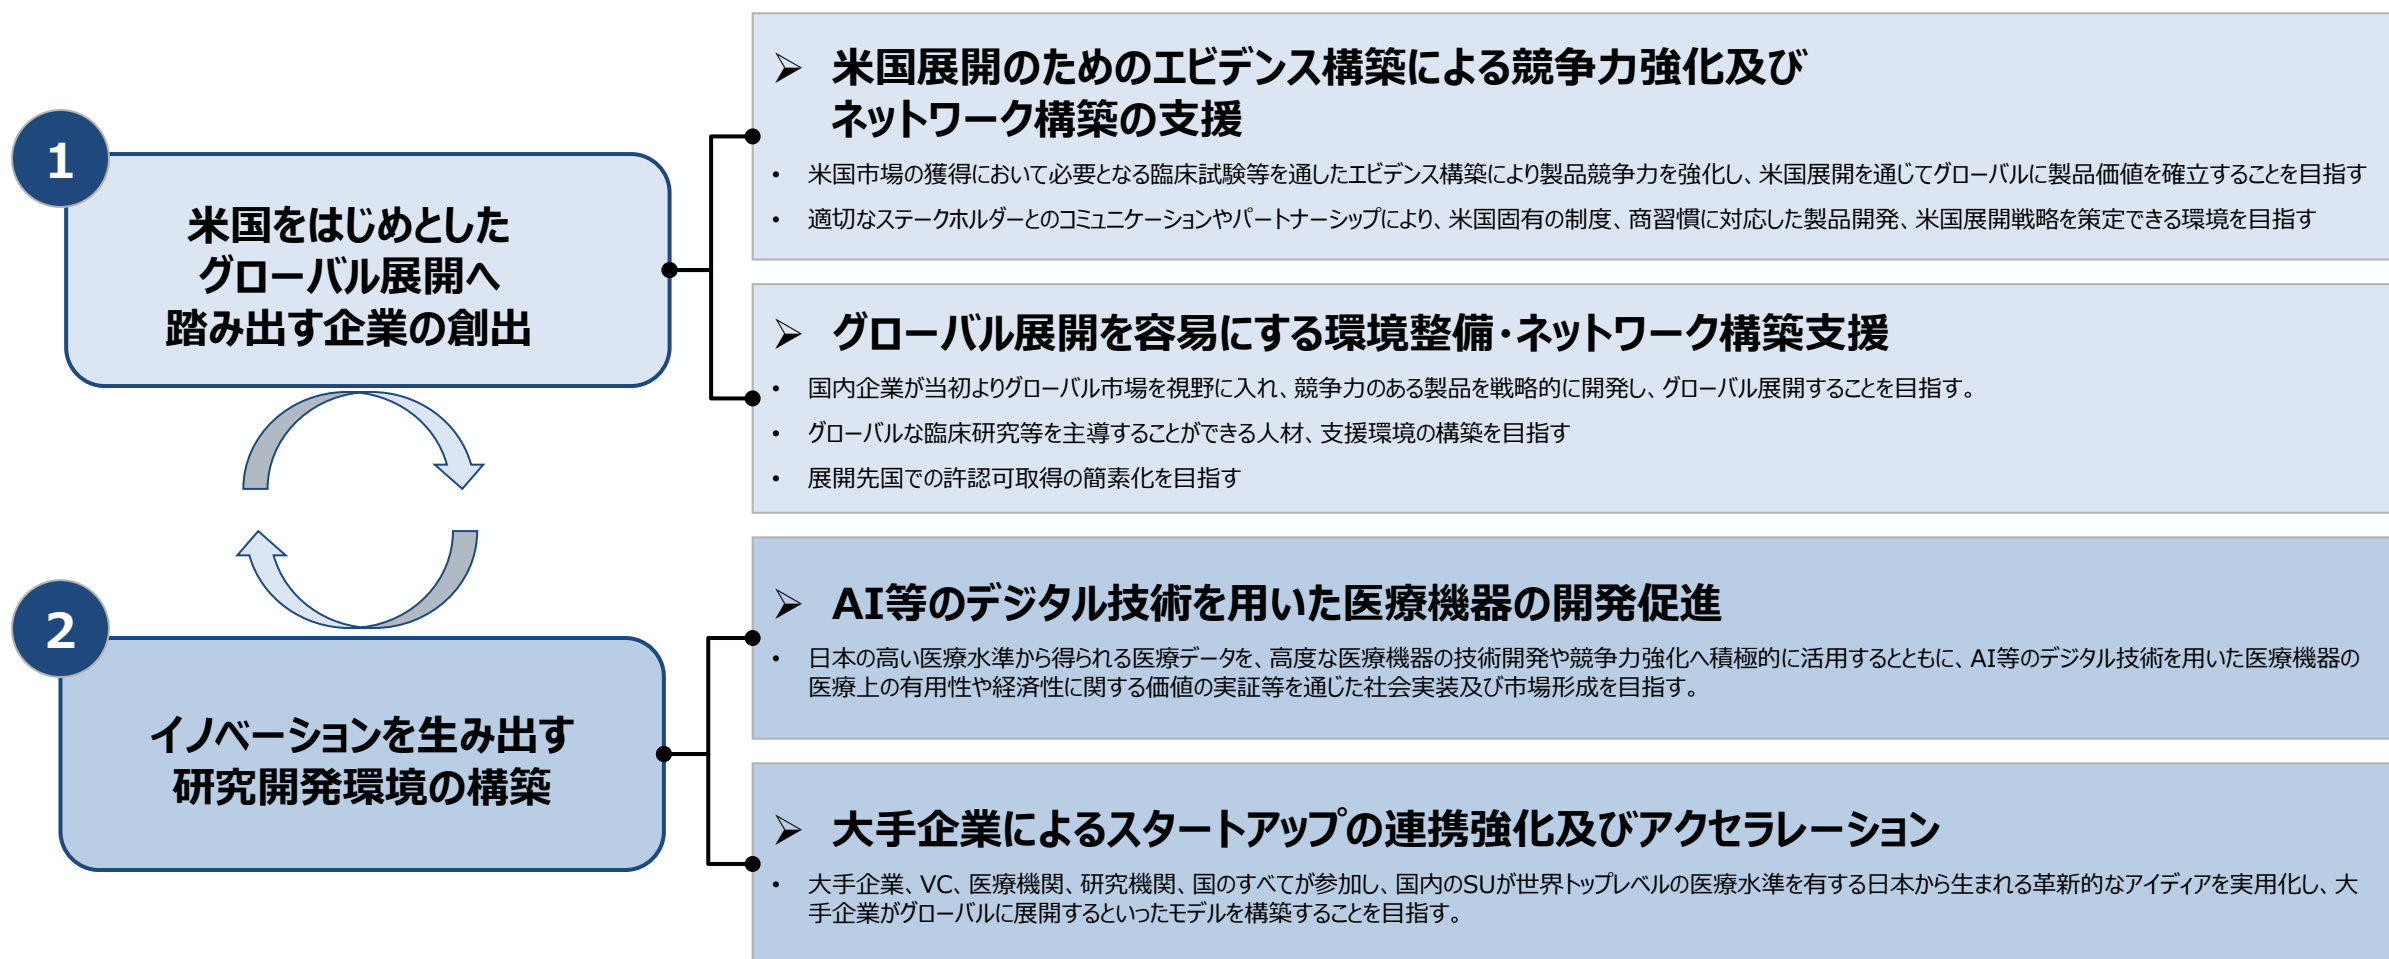 1
米国をはじめとした
グローバル展開へ
踏み出す企業の創出
➢ 米国展開のためのエビデンス構築による競争力強化及び
ネットワーク構築の支援
• 米国市場の獲得において必要となる臨床試験等を通したエビデンス構築により製品競争力を強化し、米国展開を通じてグローバルに製品価値を確立することを目指す
• 適切なステークホルダーとのコミュニケーションやパートナーシップにより、米国固有の制度、商習慣に対応した製品開発、米国展開戦略を策定できる環境を目指す
➢ グローバル展開を容易にする環境整備・ネットワーク構築支援
• 国内企業が当初よりグローバル市場を視野に入れ、競争力のある製品を戦略的に開発し、グローバル展開することを目指す。
• グローバルな臨床研究等を主導することができる人材、支援環境の構築を目指す
• 展開先国での許認可取得の簡素化を目指す
2
イノベーションを生み出す
研究開発環境の構築
➢ AI等のデジタル技術を用いた医療機器の開発促進
• 日本の高い医療水準から得られる医療データを、高度な医療機器の技術開発や競争力強化へ積極的に活用するとともに、AI等のデジタル技術を用いた医療機器の
医療上の有用性や経済性に関する価値の実証等を通じた社会実装及び市場形成を目指す。
➢ 大手企業によるスタートアップの連携強化及びアクセラレーション
• 大手企業、VC、医療機関、研究機関、国のすべてが参加し、国内のSUが世界トップレベルの医療水準を有する日本から生まれる革新的なアイディアを実用化し、大
手企業がグローバルに展開するといったモデルを構築することを目指す。